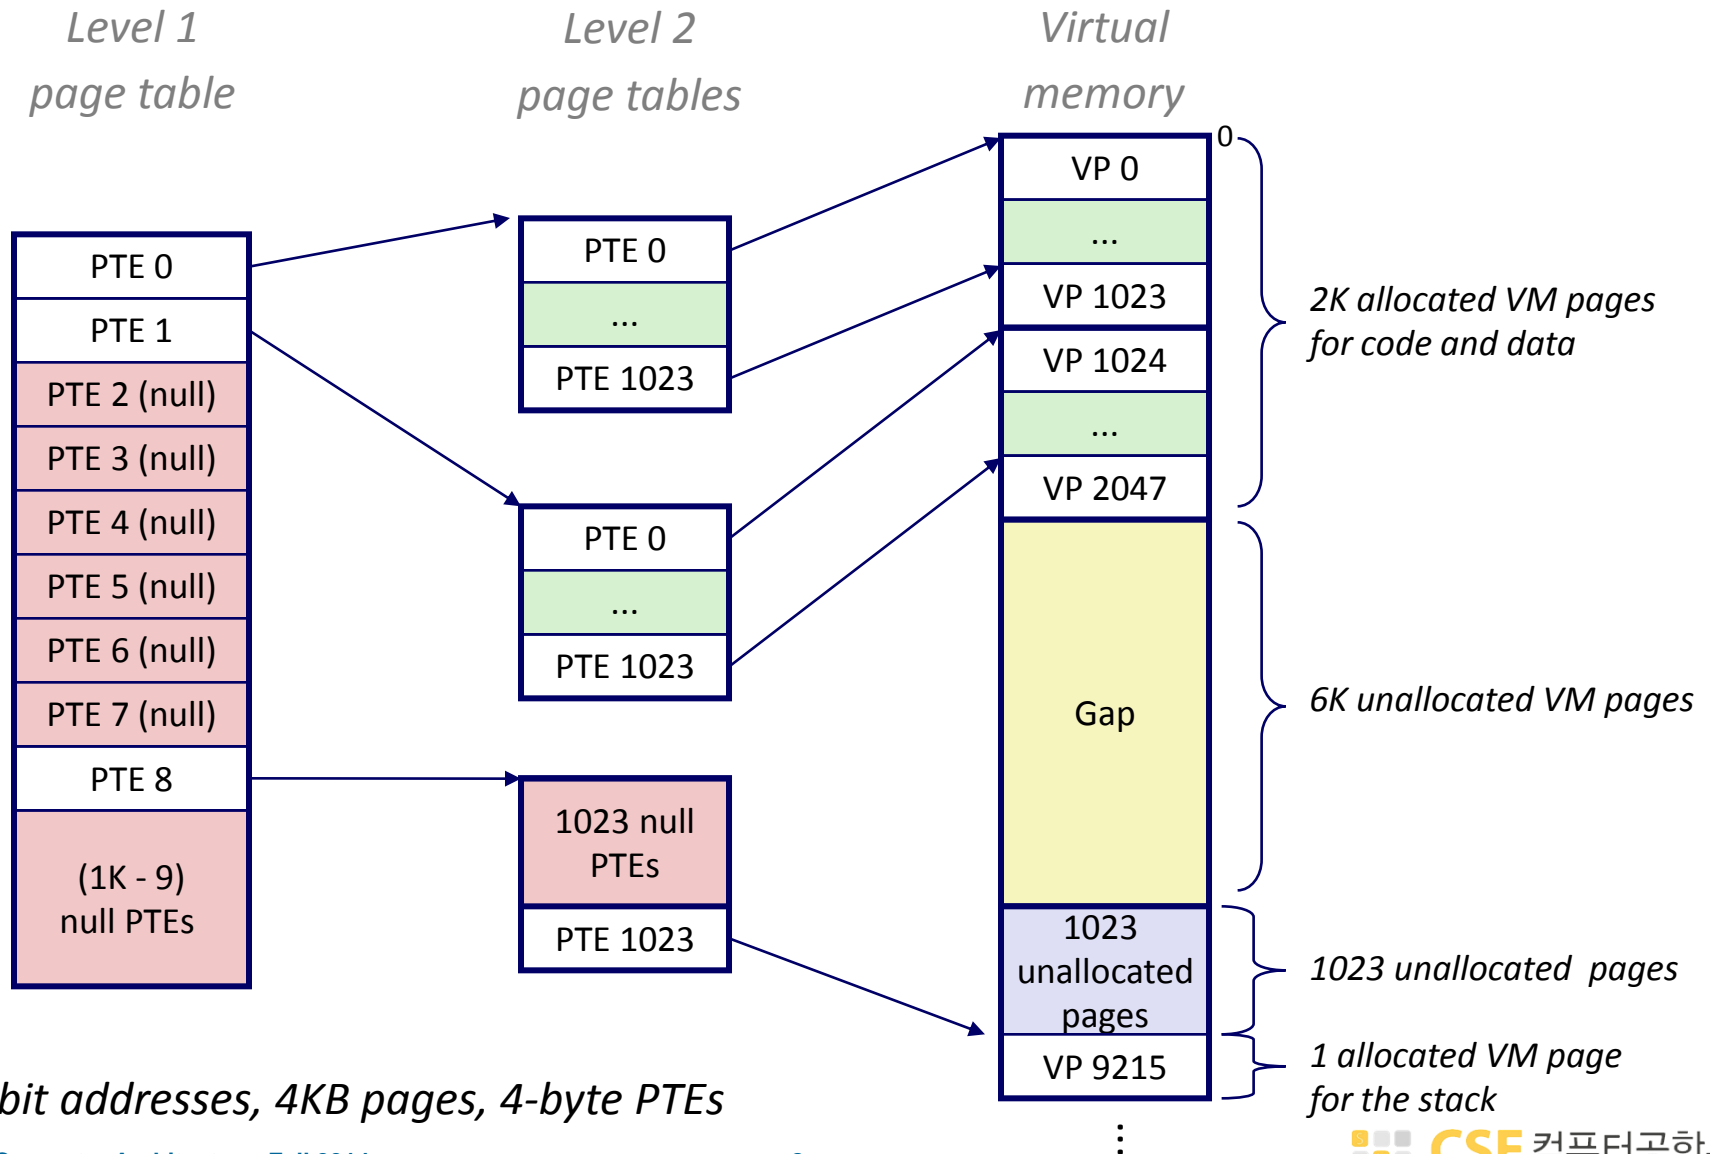 Level 1
page table
Level 2
page tables
Virtual
memory
PTE 0
PTE 1
PTE 2 (null)
PTE 3 (null)
PTE 4 (null)
PTE 5 (null)
PTE 6 (null)
PTE 7 (null)
PTE 8
(1K - 9)
null PTEs
PTE 0
...
PTE 1023
PTE 0
...
PTE 1023
1023 null
PTEs
PTE 1023
0
VP 0
...
VP 1023
VP 1024
...
VP 2047
Gap
1023
unallocated
pages
VP 9215
2K allocated VM pages
for code and data
6K unallocated VM pages
1023 unallocated pages
1 allocated VM page
for the stack
bit addresses, 4KB pages, 4-byte PTEs
CSE